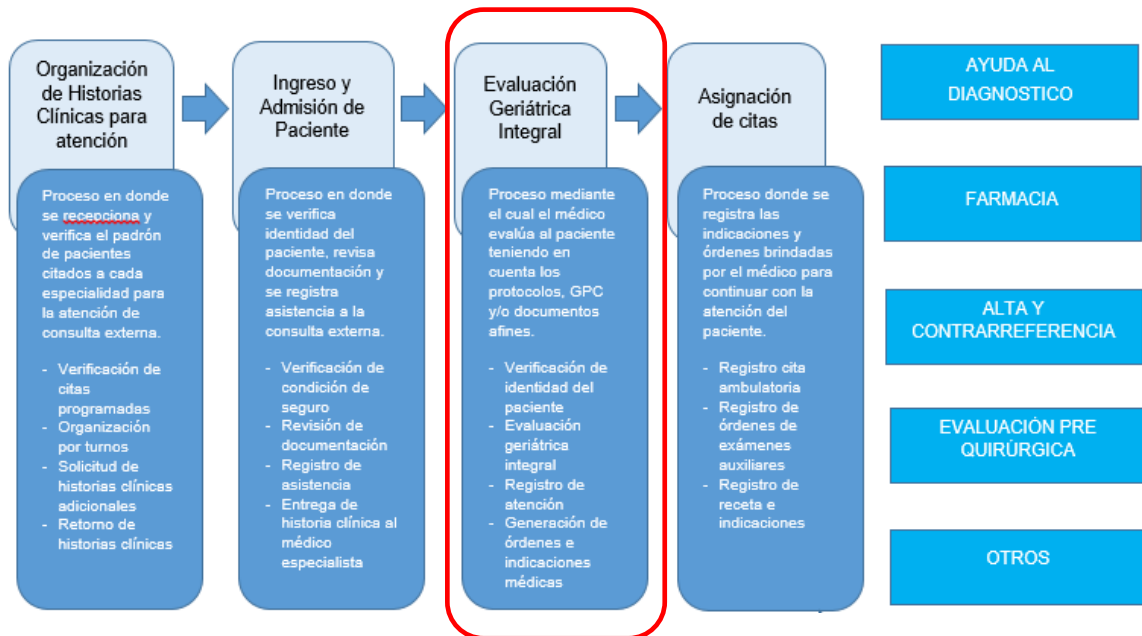 Organización
de Historias
Clínicas para
atención
Proceso en donde
se recepciona y
verifica el padrón
de pacientes
citados a cada
especialidad para
la atención de
consulta externa.
- Verificación de
citas
programadas
- Organización
por turnos
- Solicitud de
historias clínicas
adicionales
- Retorno de
historias clínicas
Ingreso y
Admisión de
Paciente
Proceso en donde
se verifica
identidad del
paciente, revisa
documentación y
se registra
asistencia a la
consulta externa.
- Verificación de
condición de
seguro
- Revisión de
documentación
- Registro de
asistencia
- Entrega de
historia clínica al
médico
especialista
Evaluación
Geriátrica
Integral
Proceso mediante
el cual el médico
evalúa al paciente
teniendo en
cuenta los
protocolos, GPC
y/o documentos
afines.
- Verificación de
identidad del
paciente
- Evaluación
geriátrica
integral
- Registro de
atención
- Generación de
órdenes e
indicaciones
médicas
Asignación
de citas
Proceso donde se
registra las
indicaciones y
órdenes brindadas
por el médico para
continuar con la
atención del
paciente.
- Registro cita
ambulatoria
- Registro de
órdenes de
exámenes
auxiliares
- Registro de
receta e
indicaciones
AYUDA AL
DIAGNOSTICO
FARMACIA
ALTA Y
CONTRARREFERENCIA
EVALUACIÓN PRE
QUIRÚRGICA
OTROS